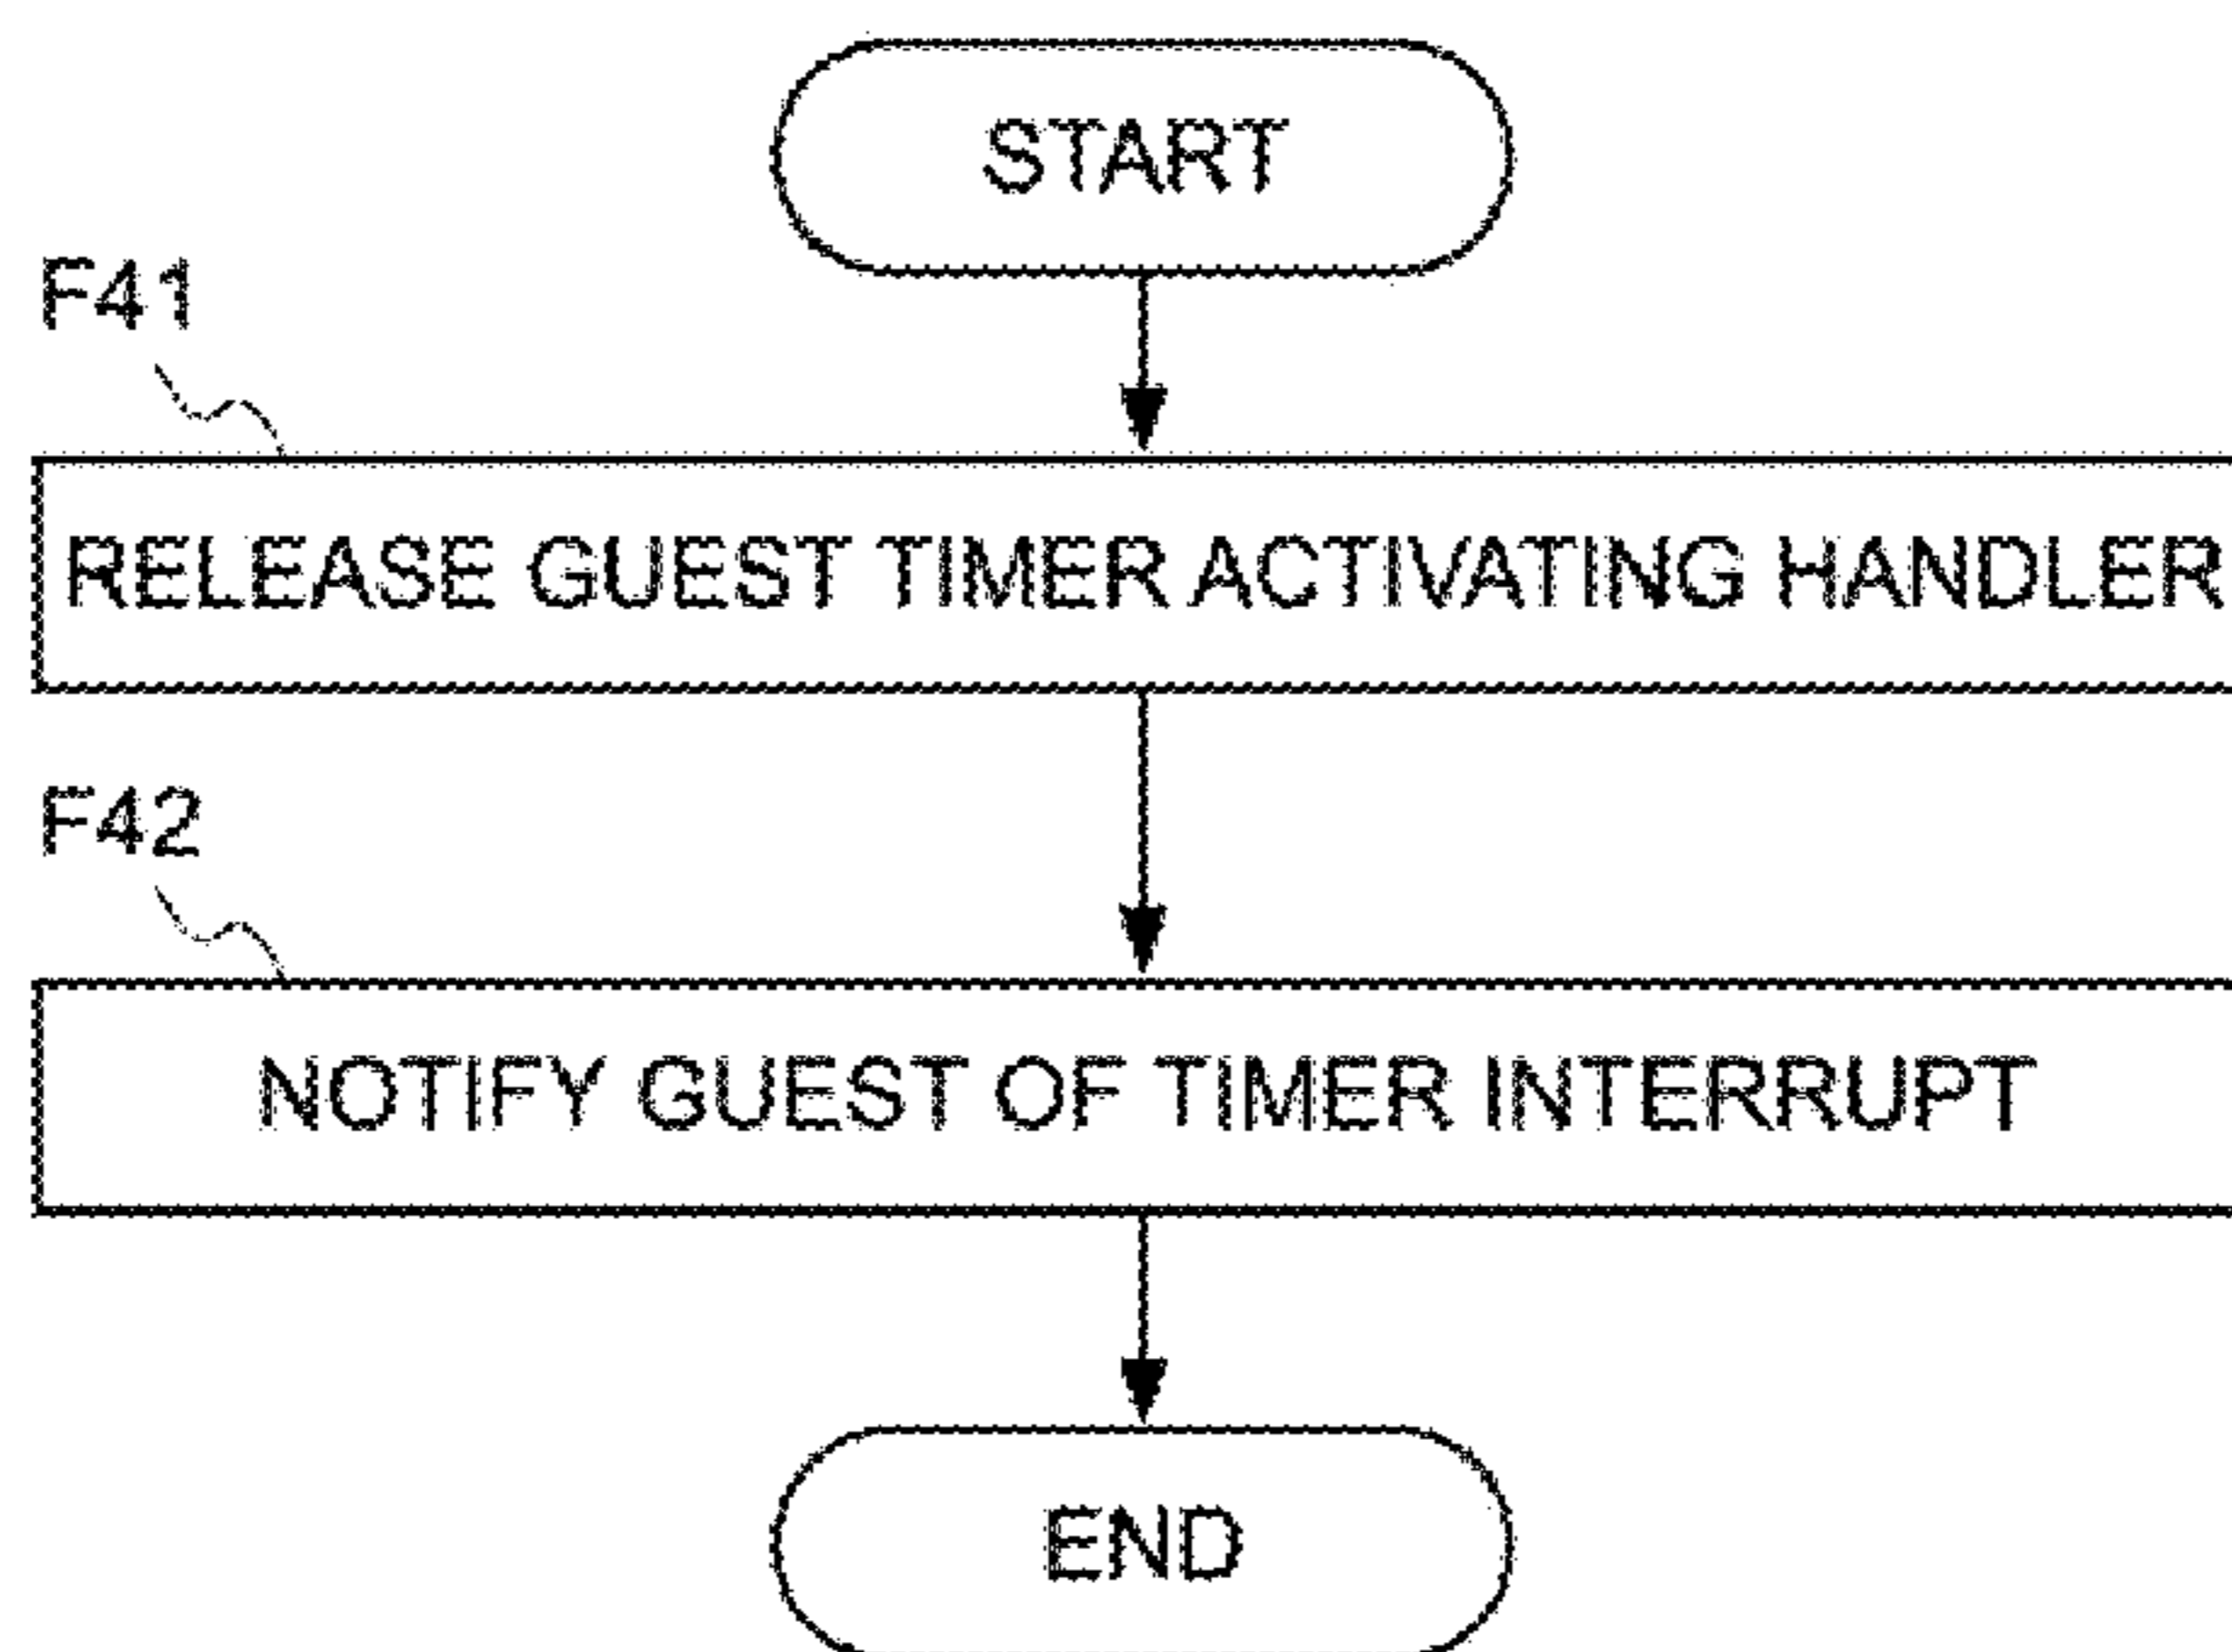 START
F41
RELEASE GUEST TIMER ACTIVATING HANDLER
F42
NOTIFY GUEST OF TIMER INTERRUPT
END